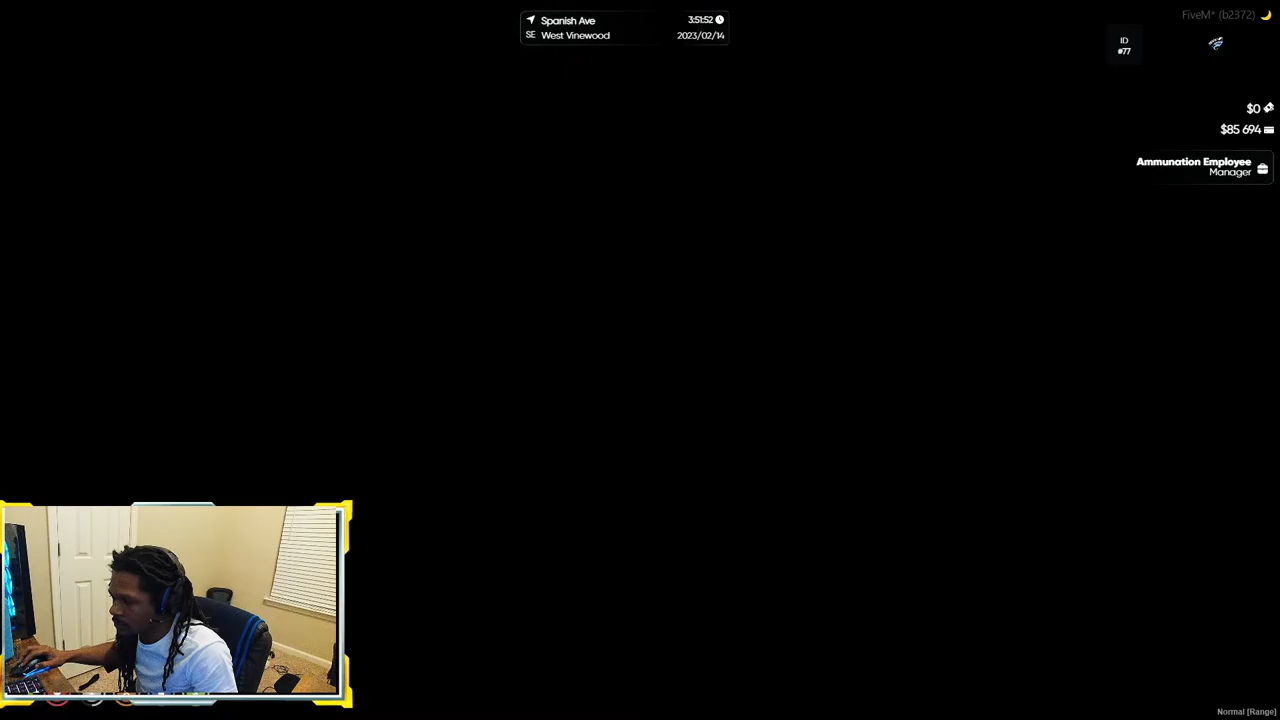 FiveM* (b2372)
Spanish Ave
3:51:52
SE West Vinewood
2023/02/14
ID
#77
$0
$85 694
Ammunation Employee
Manager
Normal [Range]